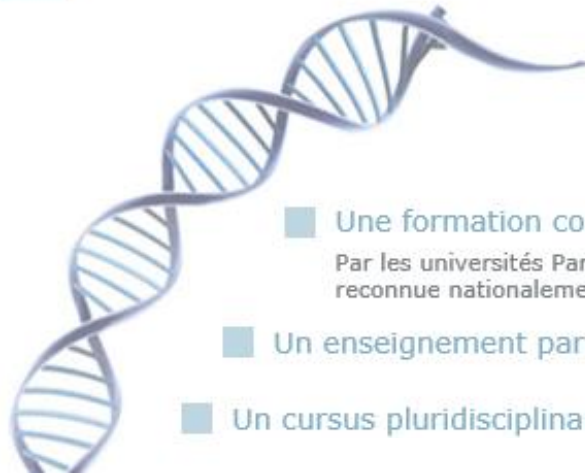 Une formation co
Par les universités Par
reconnue nationaleme
Un enseignement par
Un cursus pluridisciplina